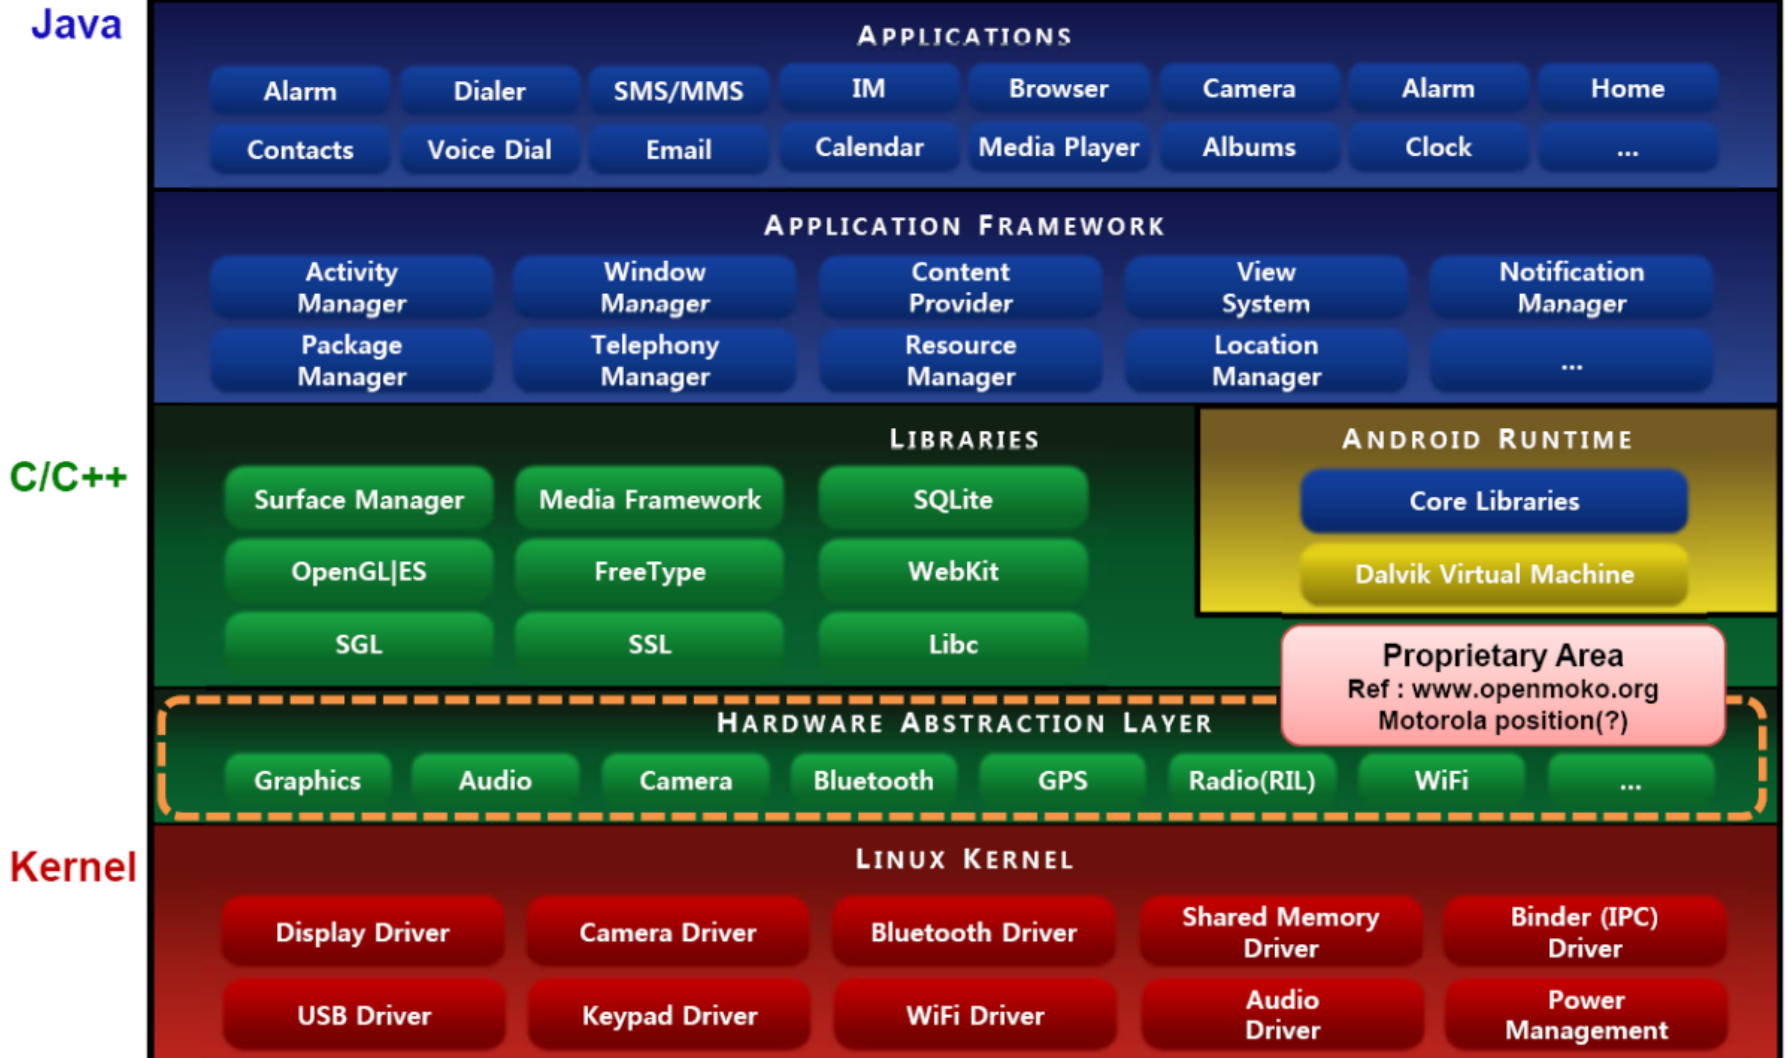 Java
APPLICATIONS
Alarm
Dialer
SMS/MMS
IM
Browser
Camera
Alarm
Home
Contacts
Voice Dial
Email
Calendar
Media Player
Albums
Clock
...
APPLICATION FRAMEWORK
Activity
Manager
Window
Manager
Content
Provider
View
System
Notification
Manager
Package
Manager
Telephony
Manager
Resource
Manager
Location
Manager
...
C/C++
LIBRARIES
Surface Manager
Media Framework
SQLite
OpenGL|ES
FreeType
WebKit
SGL
SSL
Libc
ANDROID RUNTIME
Core Libraries
Dalvik Virtual Machine
Proprietary Area
Ref : www.openmoko.org
Motorola position(?)
HARDWARE ABSTRACTION LAYER
Graphics
Audio
Camera
Bluetooth
GPS
Radio(RIL)
WiFi
...
Kernel
LINUX KERNEL
Display Driver
Camera Driver
Bluetooth Driver
Shared Memory
Driver
Binder (IPC)
Driver
USB Driver
Keypad Driver
WiFi Driver
Audio
Driver
Power
Management